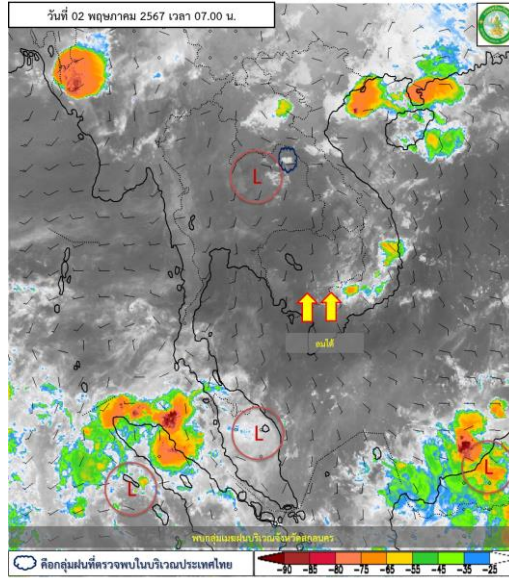 วันที่ 02 พฤษภาคม 2567 เวลา 07.00 น.
L
ลมใต้
L
L
L
พบกลุ่มเมฆฝนบริเวณจังหวัดสกลนคร
คือกลุ่มฝนที่ตรวจพบในบริเวณประเทศไทย
-90 -85 -80 -75 -65 -55 -45 -35 -25